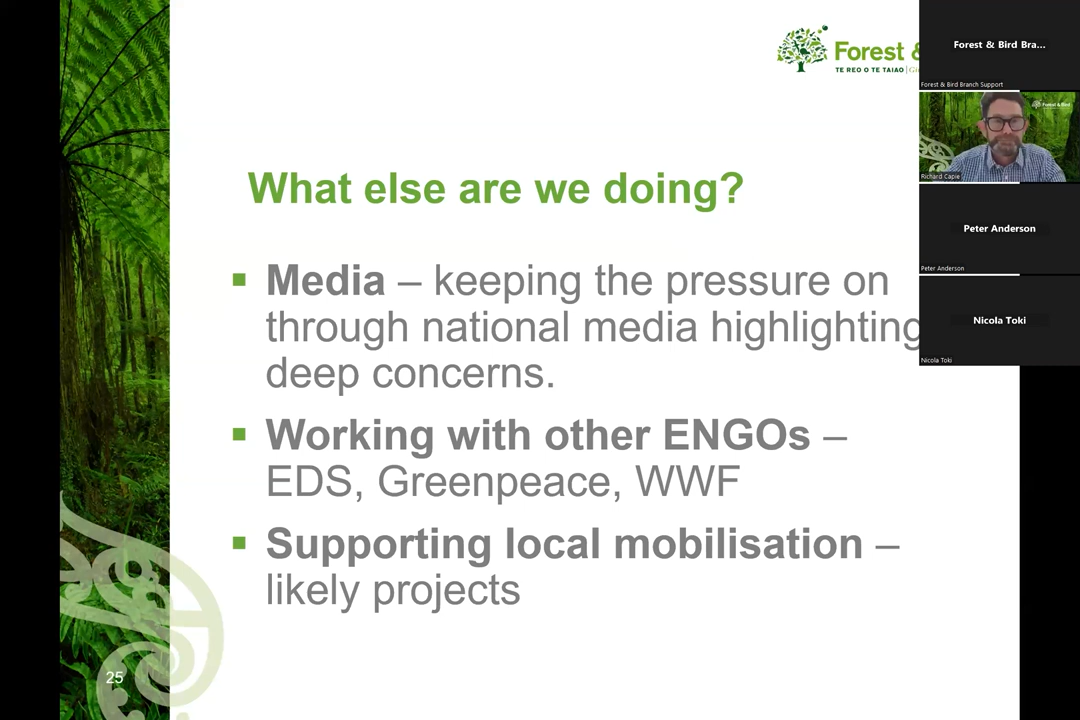 Forest &
TE REO O TE TAIAO |
What else are we doing?
▪ Media – keeping the pressure on
through national media highlighting
deep concerns.
▪ Working with other ENGOs –
EDS, Greenpeace, WWF
▪ Supporting local mobilisation –
likely projects
25
Forest & Bird Bra...
Forest & Bird Branch Support
Forest & Bird
Richard Capie
Peter Anderson
Peter Anderson
Nicola Toki
Nicola Toki